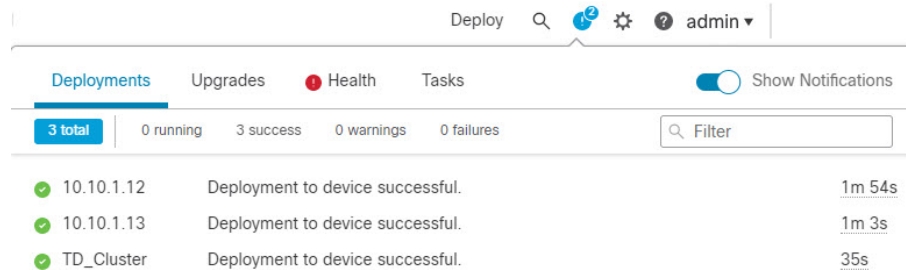 Deploy 2 admin
Deployments Upgrades Health Tasks Show Notifications
3 total 0 running 3 success 0 warnings 0 failures Filter
10.10.1.12 Deployment to device successful. 1m 54s
10.10.1.13 Deployment to device successful. 1m 3s
TD_Cluster Deployment to device successful. 35s